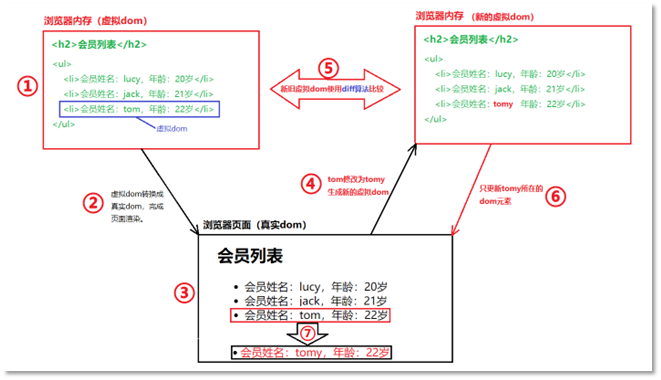 浏览器内存（虚拟dom）
①
<h2>会员列表</h2>
<ul>
<li>会员姓名：lucy，年龄：20岁</li>
<li>会员姓名：jack，年龄：21岁</li>
<li>会员姓名：tom，年龄：22岁</li>
</ul>
虚拟dom
⑤
新旧虚拟dom使用diff算法比较
浏览器内存 （新的虚拟dom）
<h2>会员列表</h2>
<ul>
<li>会员姓名：lucy，年龄：20岁</li>
<li>会员姓名：jack，年龄：21岁</li>
<li>会员姓名：tomy 年龄：22岁</li>
</ul>
②
虚拟dom转换成
真实dom，完成
页面渲染。
④
tom修改为tomy
生成新的虚拟dom
只更新tomy所在的
dom元素
⑥
浏览器页面（真实dom）
③
会员列表
• 会员姓名：lucy，年龄：20岁
• 会员姓名：jack，年龄：21岁
• 会员姓名：tom，年龄：22岁
⑦
• 会员姓名：tomy，年龄：22岁